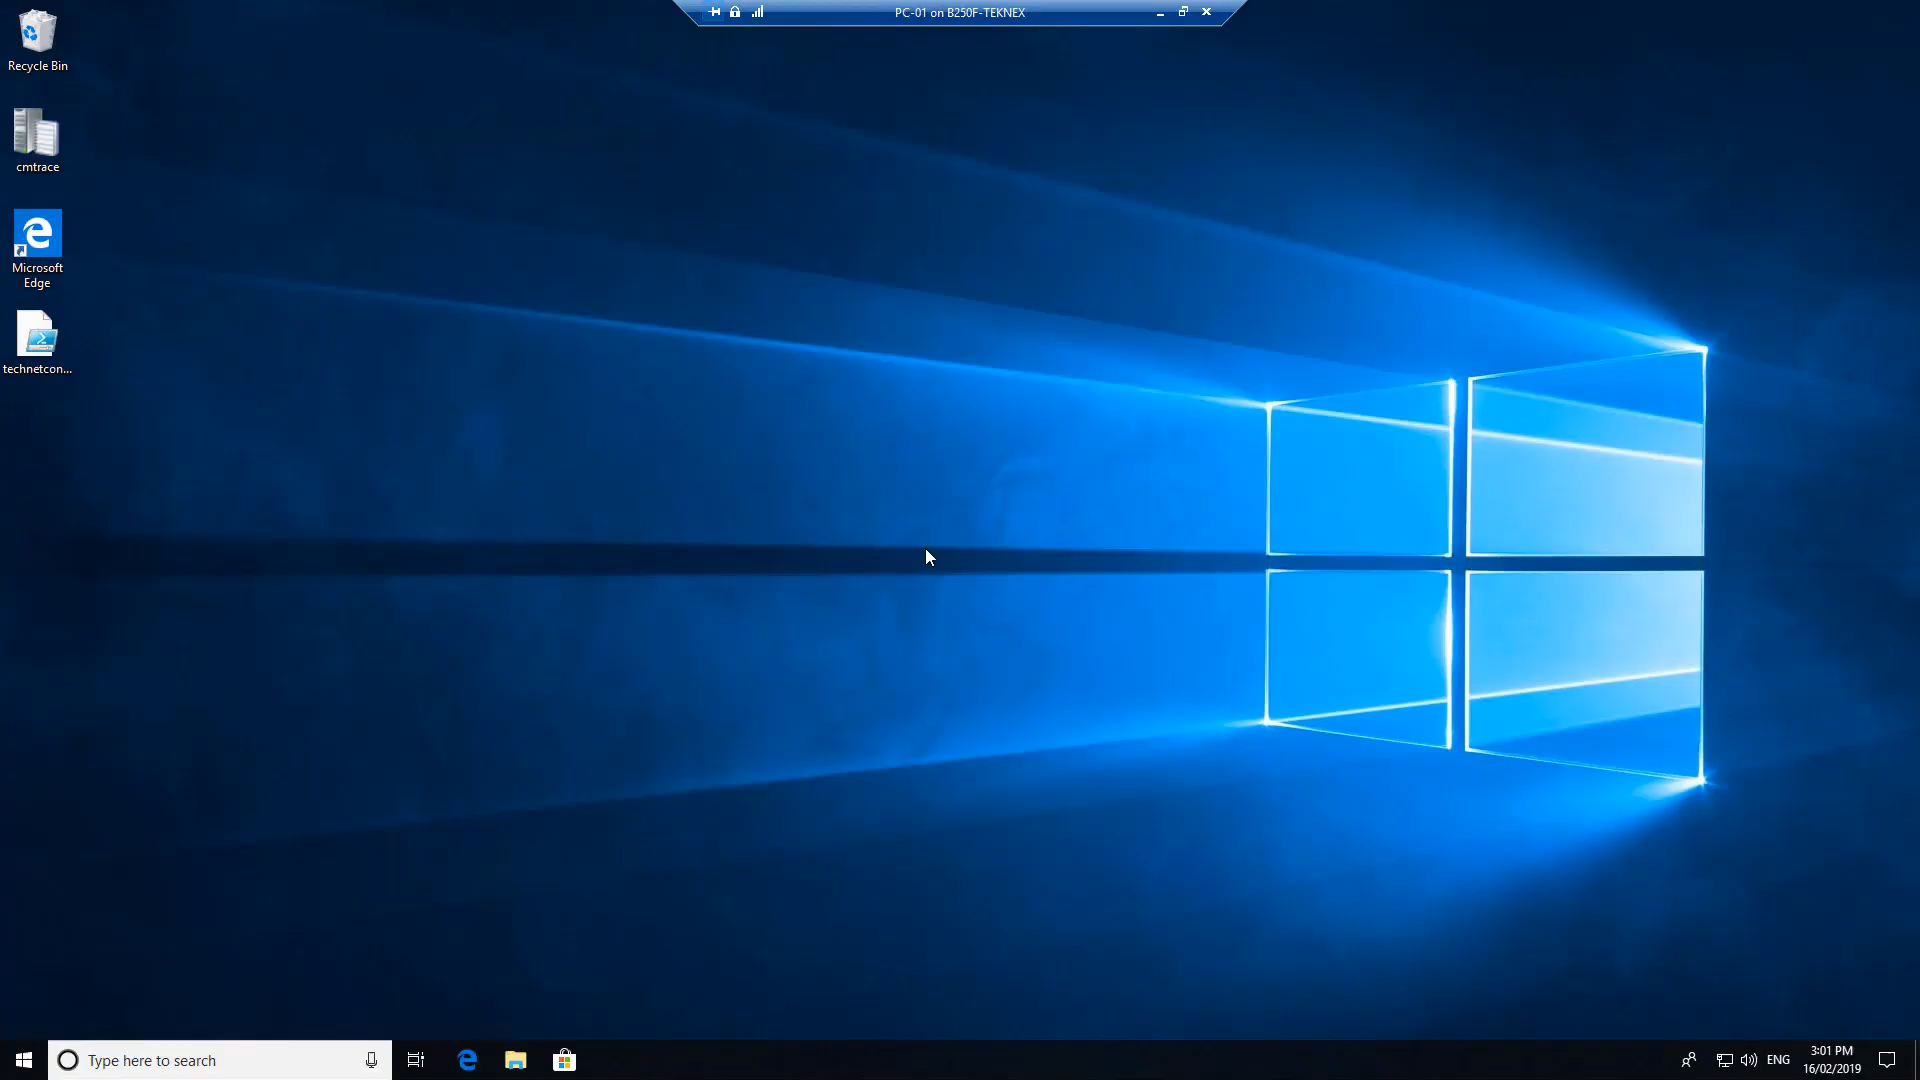 PC-01 on B250F-TEKNEX
Recycle Bin
cmtrace
Microsoft
Edge
technetcon...
Type here to search
ENG
3:01 PM
16/02/2019